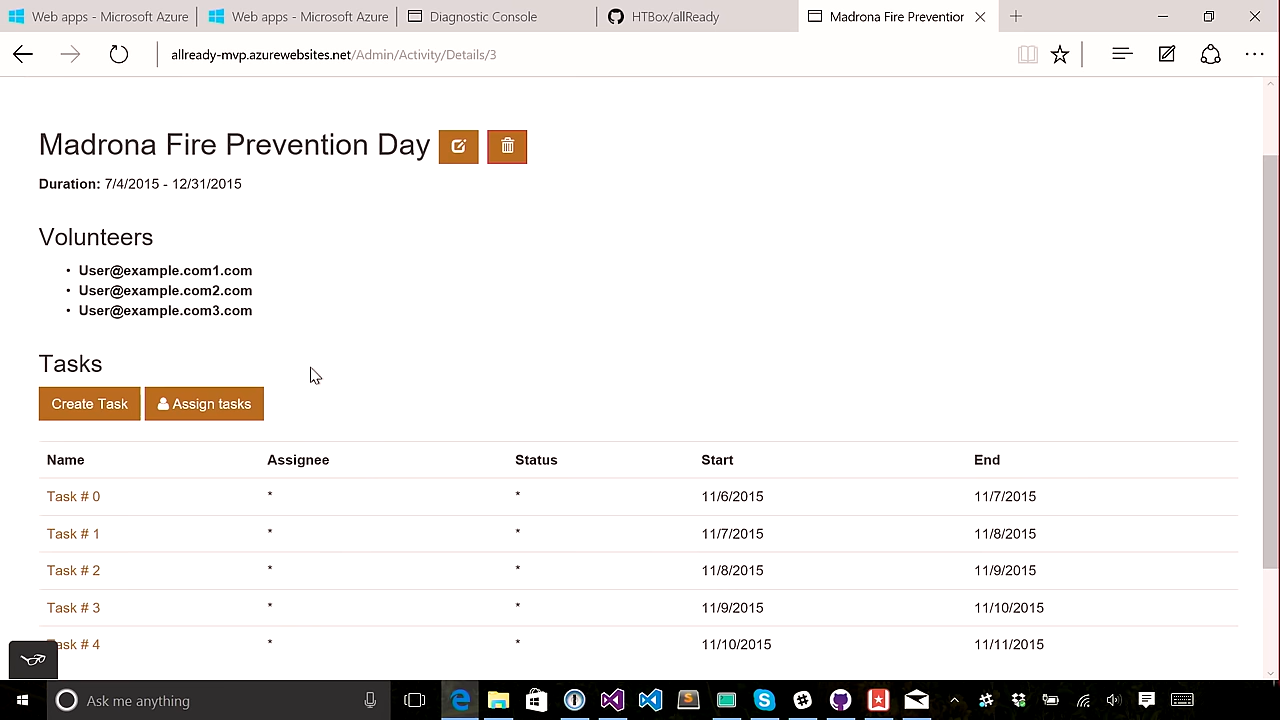 Web apps - Microsoft Azure
Web apps - Microsoft Azure
Diagnostic Console
HTBox/allReady
Madrona Fire Prevention
allready-mvp.azurewebsites.net/Admin/Activity/Details/3
Madrona Fire Prevention Day
Duration: 7/4/2015 - 12/31/2015
Volunteers
• User@example.com1.com
• User@example.com2.com
• User@example.com3.com
Tasks
Create Task Assign tasks
Name Assignee Status Start End
Task # 0 * * 11/6/2015 11/7/2015
Task # 1 * * 11/7/2015 11/8/2015
Task # 2 * * 11/8/2015 11/9/2015
Task # 3 * * 11/9/2015 11/10/2015
ask # 4 * * 11/10/2015 11/11/2015
Ask me anything